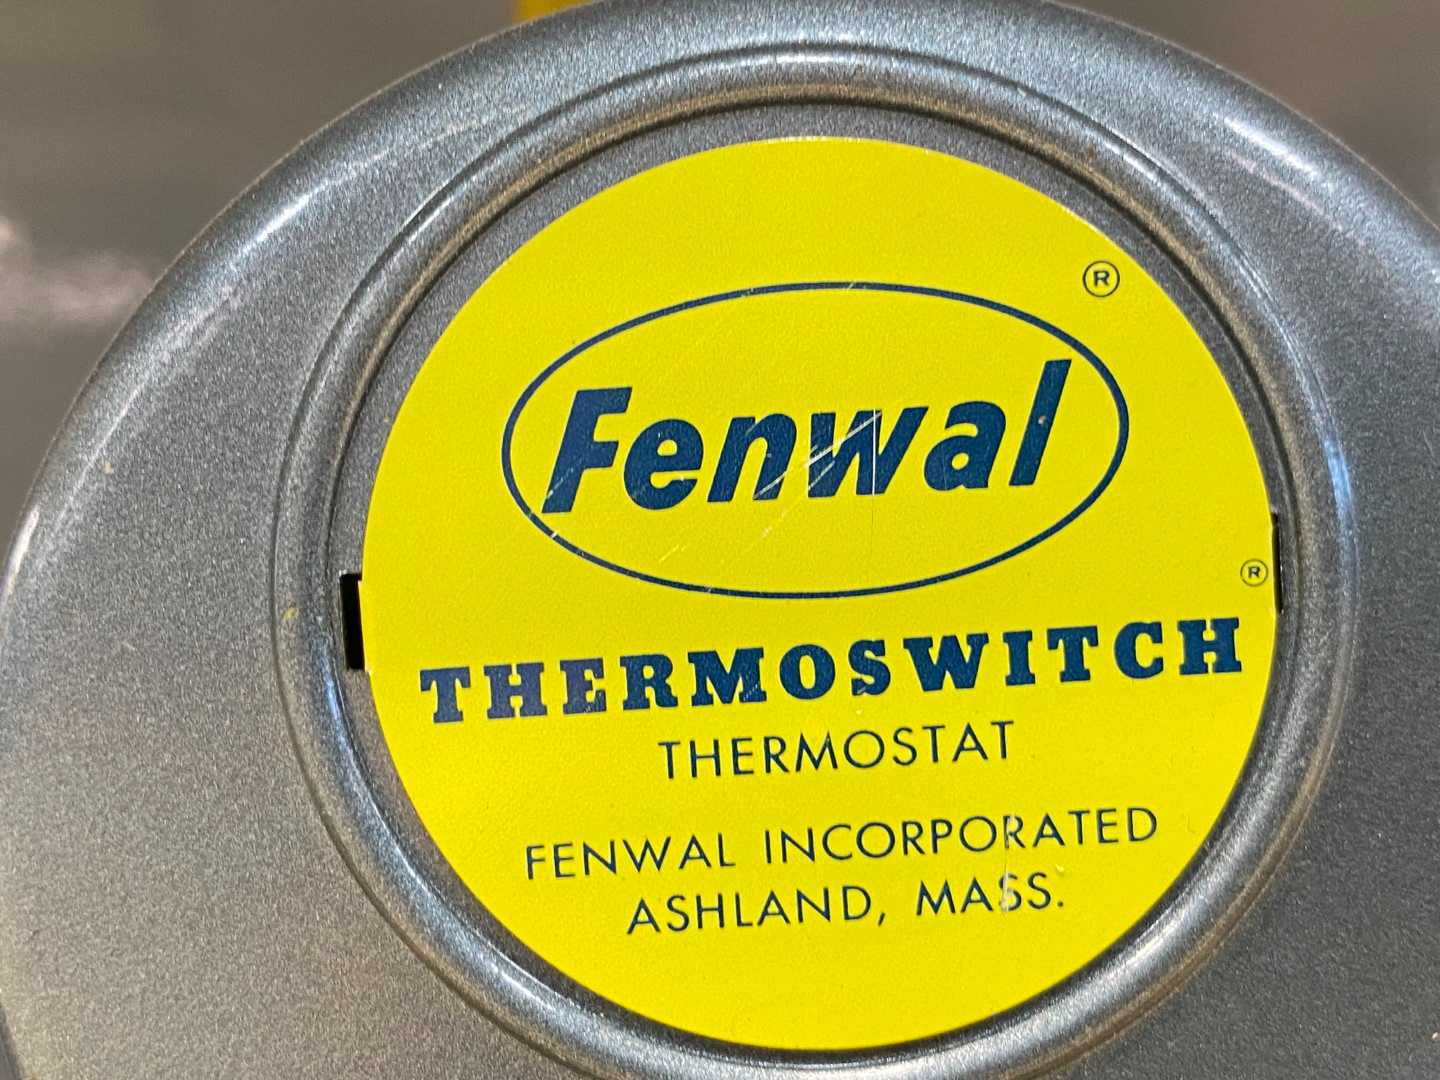 ®
Fenwal
®
THERMOSWITCH
THERMOSTAT
FENWAL INCORPORATED
ASHLAND, MASS.